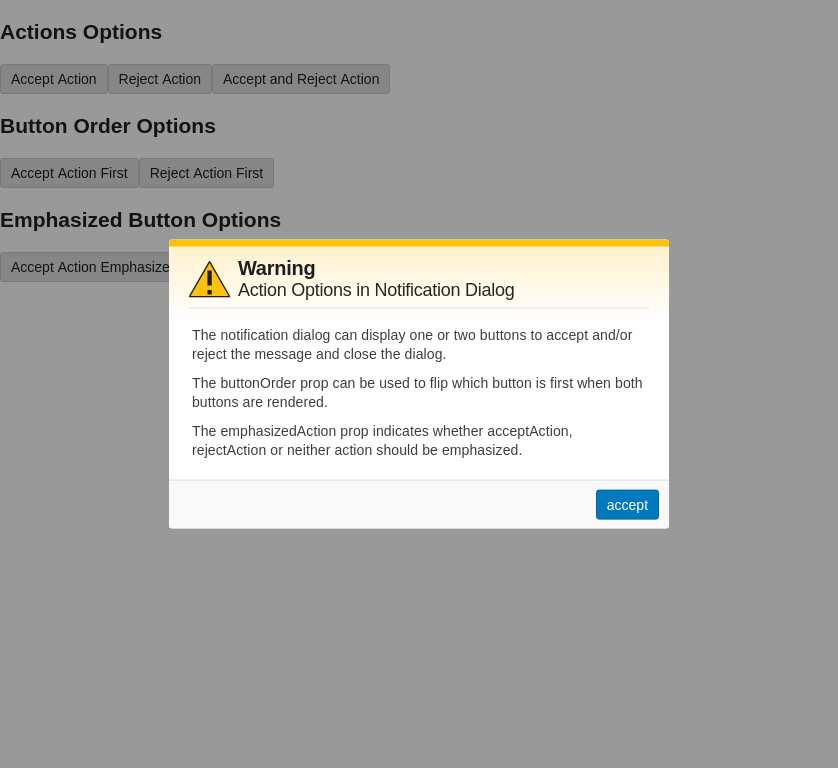 Actions Options
Accept Action Reject Action Accept and Reject Action
Button Order Options
Accept Action First Reject Action First
Emphasized Button Options
Accept Action Emphasize
Warning
Action Options in Notification Dialog
The notification dialog can display one or two buttons to accept and/or
reject the message and close the dialog.
The buttonOrder prop can be used to flip which button is first when both
buttons are rendered.
The emphasizedAction prop indicates whether acceptAction,
rejectAction or neither action should be emphasized.
accept